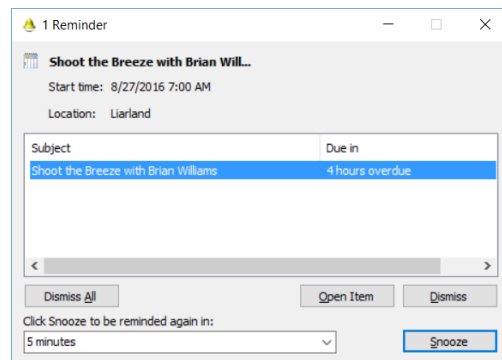 1 Reminder
Shoot the Breeze with Brian Will...
Start time: 8/27/2016 7:00 AM
Location: Liarland
Subject Due in
Shoot the Breeze with Brian Williams 4 hours overdue
Dismiss All Open Item Dismiss
Click Snooze to be reminded again in:
5 minutes Snooze